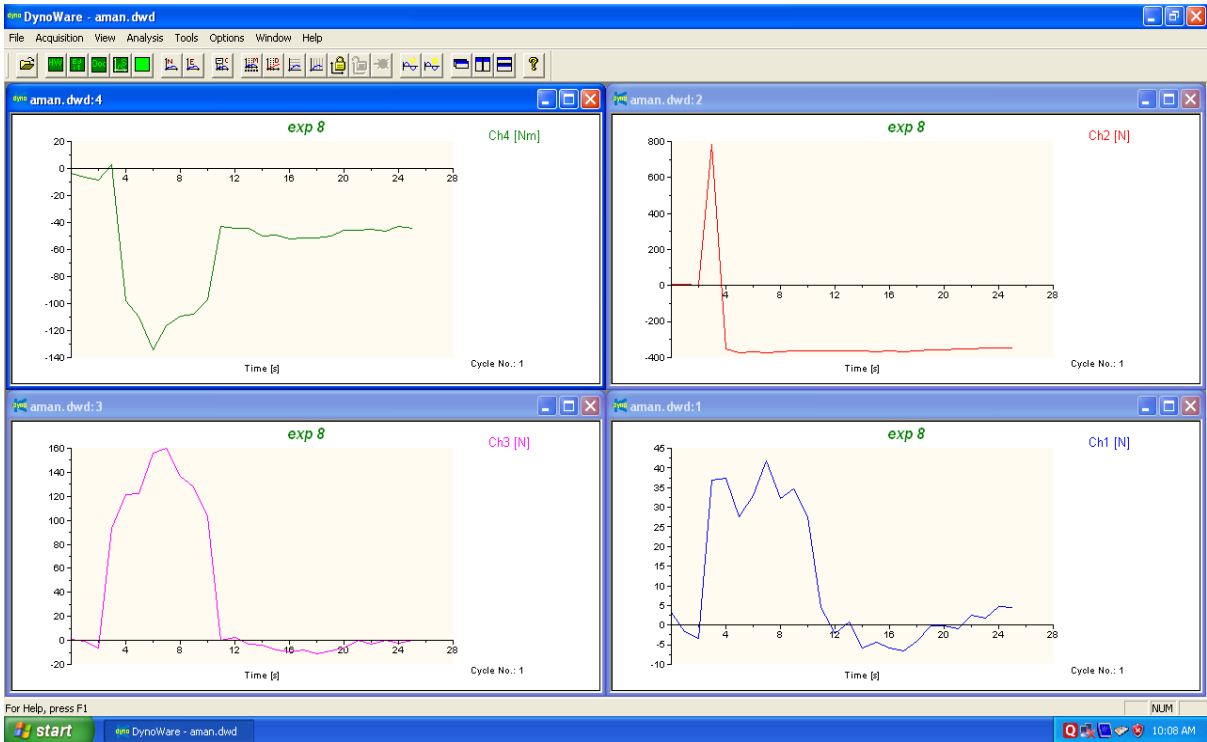 DynoWare - aman.dwd
File Acquisition View Analysis Tools Options Window Help
aman.dwd:4
exp 8
Ch4 [Nm]
20
0
-20
-40
-60
-80
-100
-120
-140
4 8 12 16 20 24 28
Time [s]
Cycle No.: 1
aman.dwd:2
exp 8
Ch2 [N]
800
600
400
200
0
-200
-400
4 8 12 16 20 24 28
Time [s]
Cycle No.: 1
aman.dwd:3
exp 8
Ch3 [N]
160
140
120
100
80
60
40
20
0
-20
4 8 12 16 20 24 28
Time [s]
Cycle No.: 1
aman.dwd:1
exp 8
Ch1 [N]
45
40
35
30
25
20
15
10
5
0
-5
-10
4 8 12 16 20 24 28
Time [s]
Cycle No.: 1
For Help, press F1
NUM
start
DynoWare - aman.dwd
10:08 AM